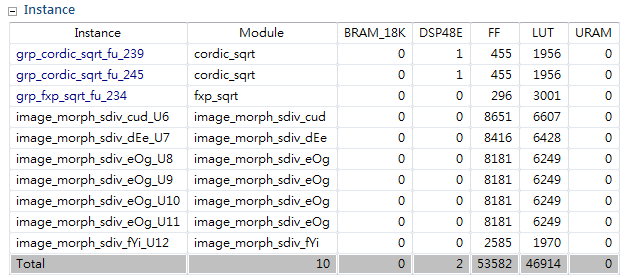 Instance
Instance Module BRAM_18K DSP48E FF LUT URAM
grp_cordic_sqrt_fu_239 cordic_sqrt 0 1 455 1956 0
grp_cordic_sqrt_fu_245 cordic_sqrt 0 1 455 1956 0
grp_fxp_sqrt_fu_234 fxp_sqrt 0 0 296 3001 0
image_morph_sdiv_cud_U6 image_morph_sdiv_cud 0 0 8651 6607 0
image_morph_sdiv_dEe_U7 image_morph_sdiv_dEe 0 0 8416 6428 0
image_morph_sdiv_eOg_U8 image_morph_sdiv_eOg 0 0 8181 6249 0
image_morph_sdiv_eOg_U9 image_morph_sdiv_eOg 0 0 8181 6249 0
image_morph_sdiv_eOg_U10 image_morph_sdiv_eOg 0 0 8181 6249 0
image_morph_sdiv_eOg_U11 image_morph_sdiv_eOg 0 0 8181 6249 0
image_morph_sdiv_fYi_U12 image_morph_sdiv_fYi 0 0 2585 1970 0
Total 10 0 2 53582 46914 0